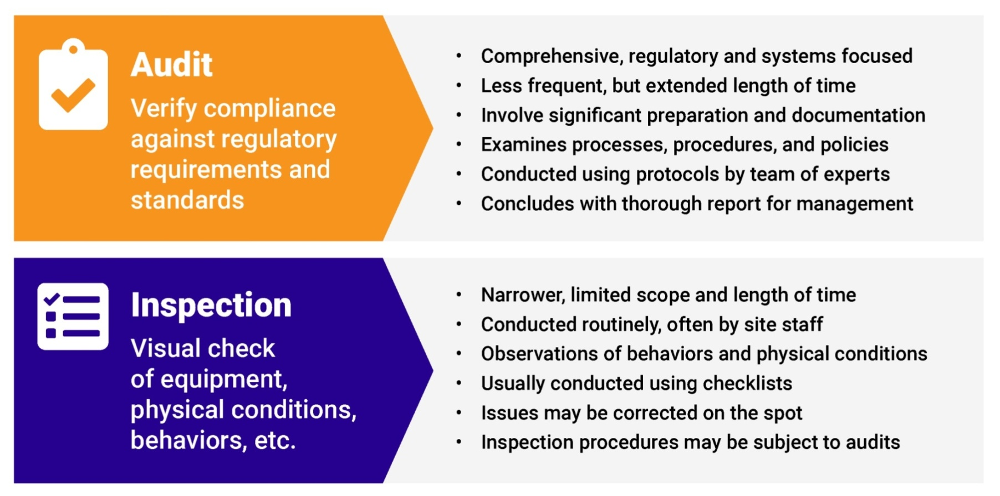 Audit
Verify compliance
against regulatory
requirements and
standards
• Comprehensive, regulatory and systems focused
• Less frequent, but extended length of time
• Involve significant preparation and documentation
• Examines processes, procedures, and policies
• Conducted using protocols by team of experts
• Concludes with thorough report for management
Inspection
Visual check
of equipment,
physical conditions,
behaviors, etc.
• Narrower, limited scope and length of time
• Conducted routinely, often by site staff
• Observations of behaviors and physical conditions
• Usually conducted using checklists
• Issues may be corrected on the spot
• Inspection procedures may be subject to audits